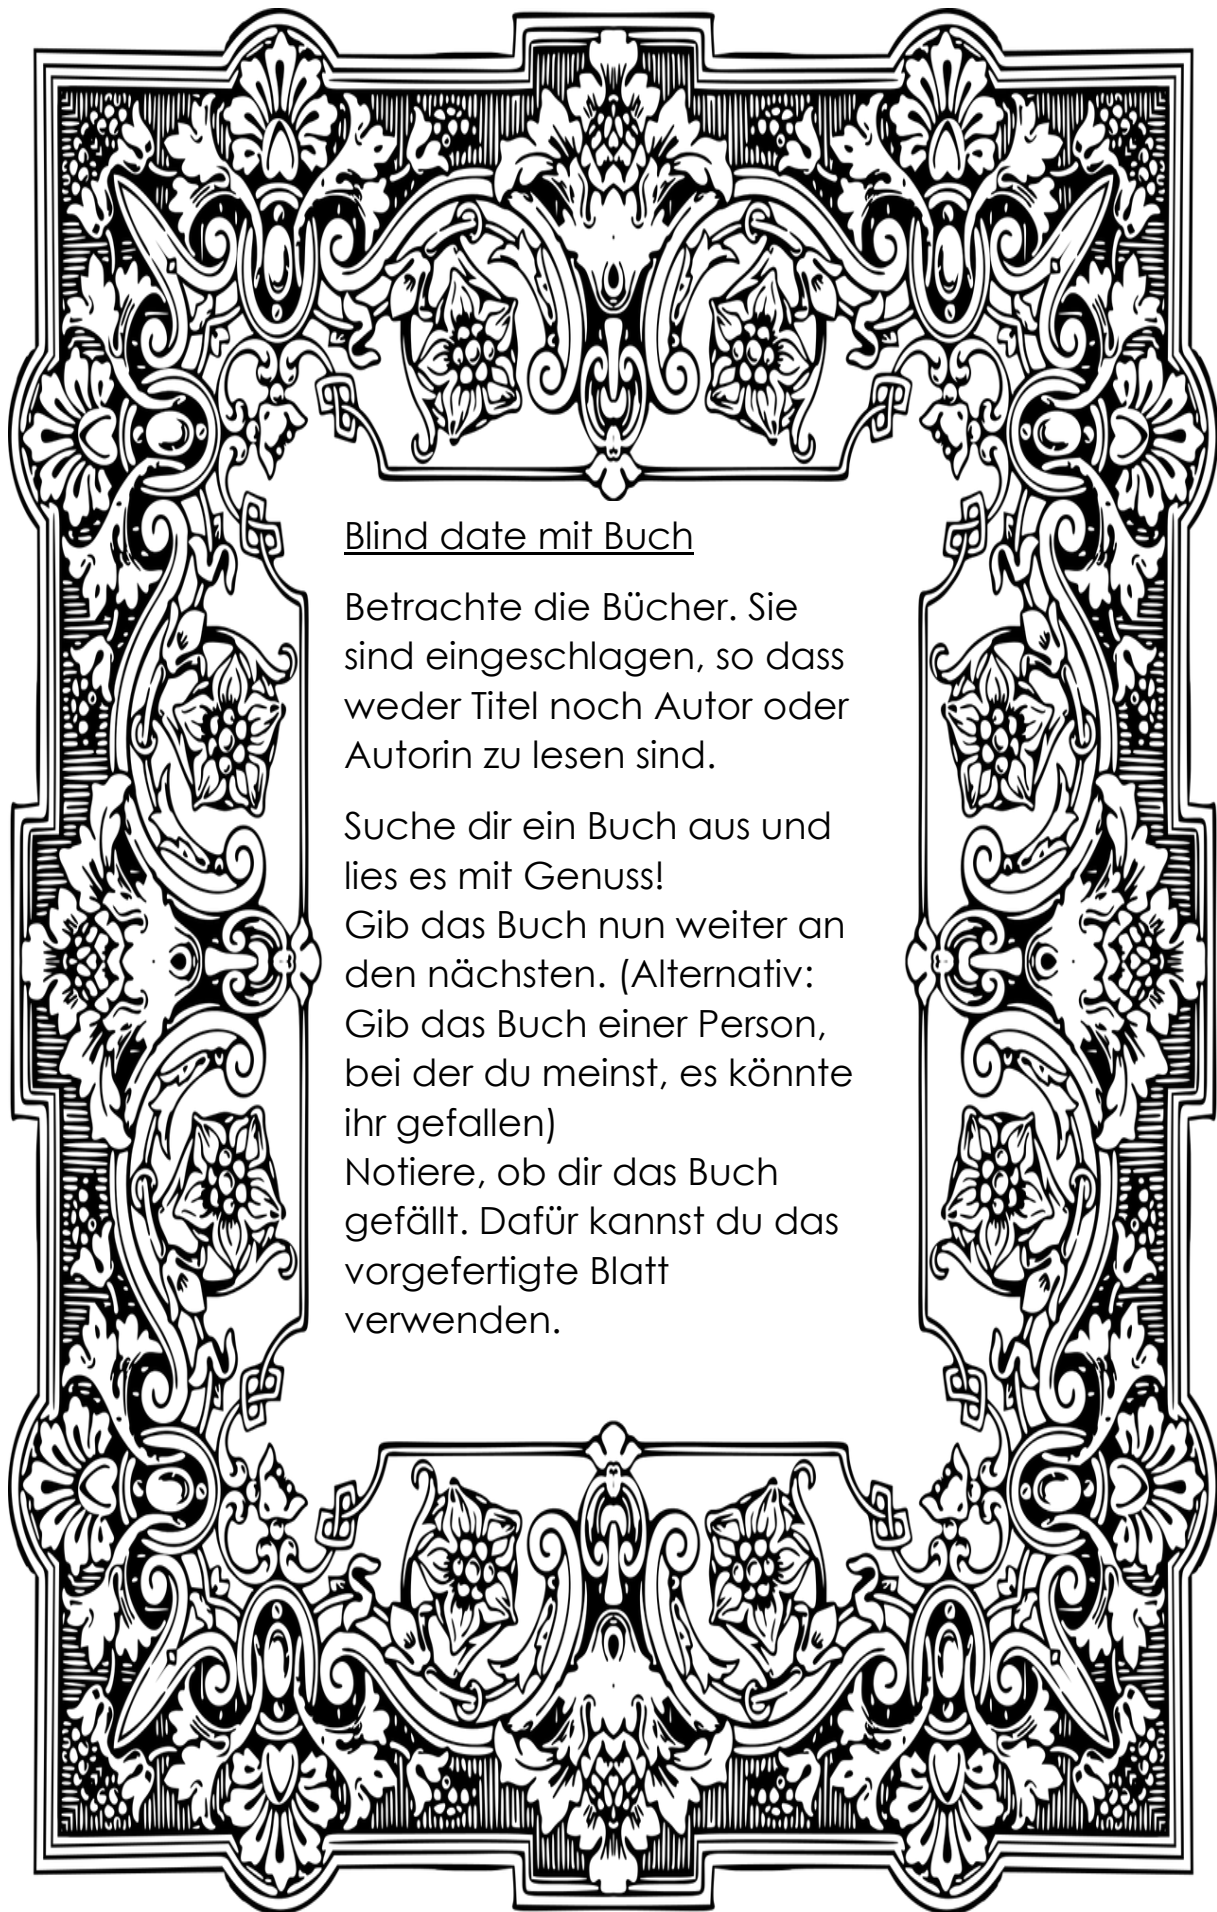 Blind date mit Buch
Betrachte die Bücher. Sie
sind eingeschlagen, so dass
weder Titel noch Autor oder
Autorin zu lesen sind.
Suche dir ein Buch aus und
lies es mit Genuss!
Gib das Buch nun weiter an
den nächsten. (Alternativ:
Gib das Buch einer Person,
bei der du meinst, es könnte
ihr gefallen)
Notiere, ob dir das Buch
gefällt. Dafür kannst du das
vorgefertigte Blatt
verwenden.